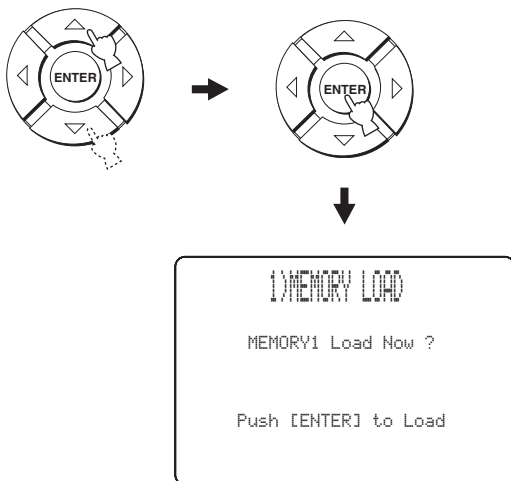 ENTER
ENTER
1)MEMORY LOAD
MEMORY1 Load Now ?
Push [ENTER] to Load